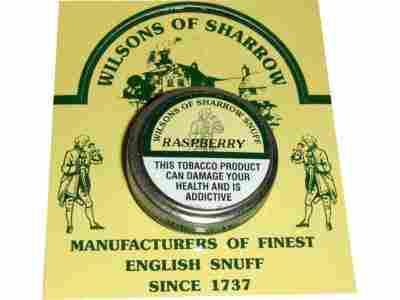 WILSONS OF SHARROW
WILSONS OF SHARROW SNUFF
RASPBERRY
THIS TOBACCO PRODUCT
CAN DAMAGE YOUR
HEALTH AND IS
ADDICTIVE
MANUFACTURERS OF FINEST
ENGLISH SNUFF
SINCE 1737